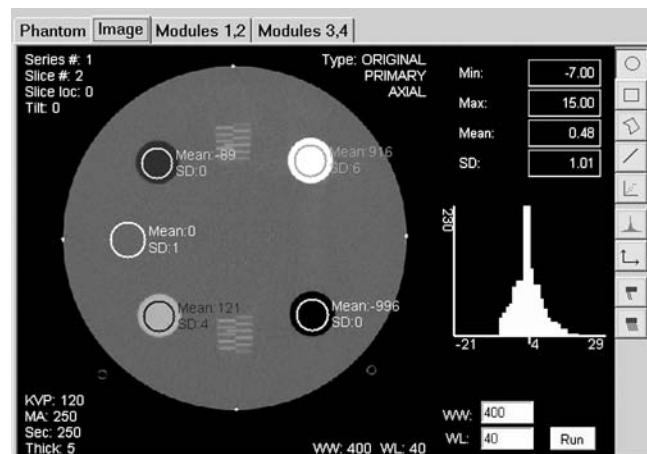 Phantom Image Modules 1,2 Modules 3,4
Series #: 1
Slice #: 2
Slice loc: 0
Tilt: 0
Type: ORIGINAL
PRIMARY
AXIAL
Min: -7.00
Max: 15.00
Mean: 0.48
SD: 1.01
Mean:-89
SD:0
Mean:916
SD:6
Mean:0
SD:1
Mean:121
SD:4
Mean:-996
SD:0
230
-21 4 29
KVP: 120
MA: 250
Sec: 250
Thick: 5
WW: 400 WL: 40
WW: 400
WL: 40 Run